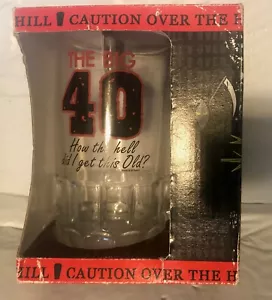 HILL! CAUTION OVER THE H
THE BIG
40
How the hell
did I get this Old?
HILL! CAUTION OVER THE H